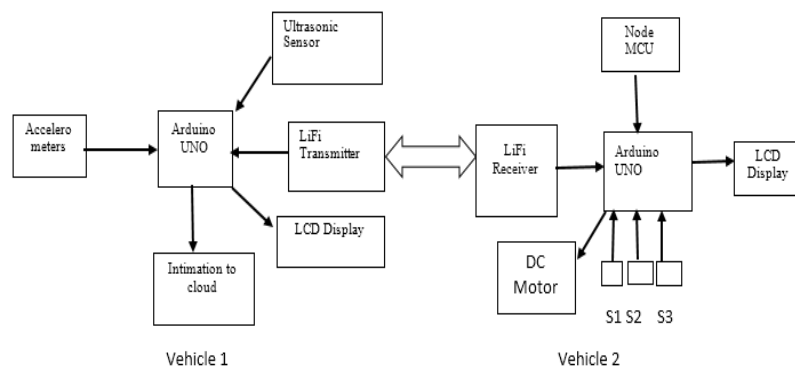 Ultrasonic
Sensor
Node
MCU
Accelero
meters
Arduino
UNO
LiFi
Transmitter
LiFi
Receiver
Arduino
UNO
LCD
Display
LCD Display
Intimation to
cloud
DC
Motor
S1 S2 S3
Vehicle 1
Vehicle 2